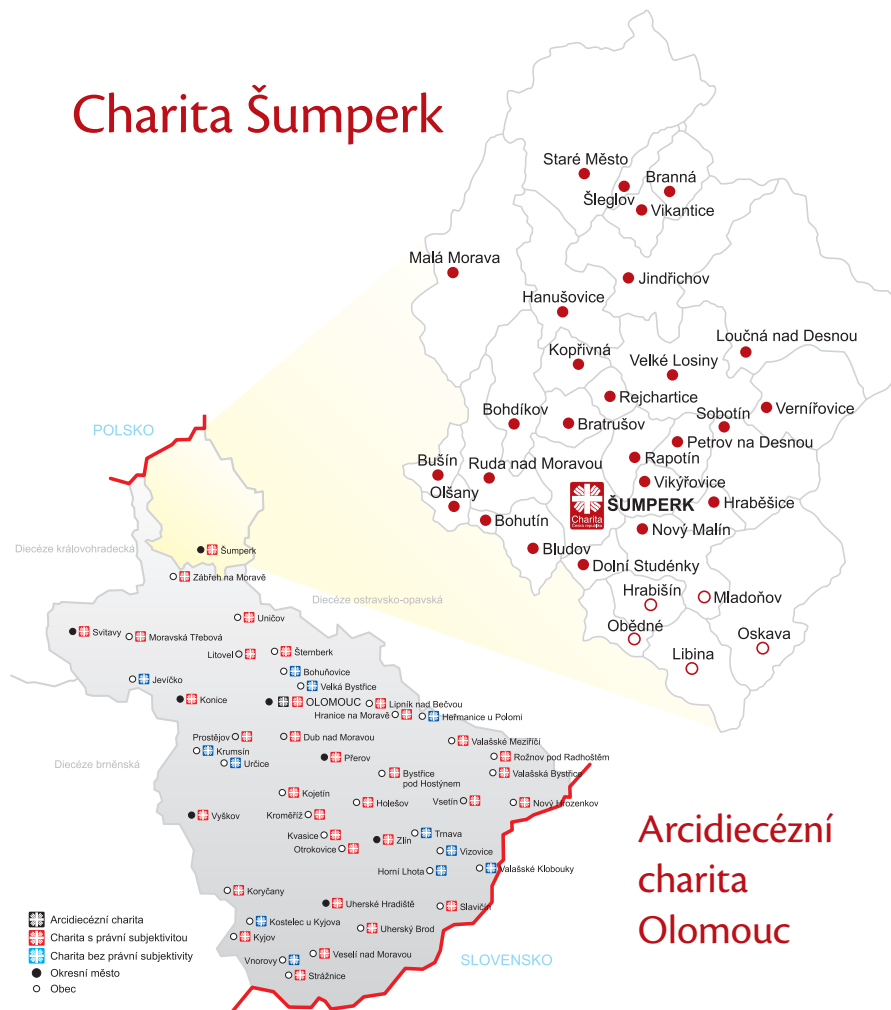 Charita Šumperk
Staré Město
Branná
Šleglov
Vikantice
Malá Morava
Jindřichov
Hanušovice
Loučná nad Desnou
Kopřivná
Velké Losiny
Rejchartice
Bohdíkov
Vernířovice
Sobotín
Bratrušov
Petrov na Desnou
Bušín
Ruda nad Moravou
Rapotín
Vikýřovice
Olšany
Charita
Česká republika
ŠUMPERK
Hraběšice
Bohutín
Nový Malín
Bludov
Dolní Studénky
Hrabišín
Mladoňov
Obědné
Oskava
Libina
POLSKO
Diecéze královohradecká
Šumperk
Zábřeh na Moravě
Diecéze ostravsko-opavská
Uničov
Svitavy
Moravská Třebová
Litovel
Šternberk
Bohuňovice
Jevíčko
Velká Bystřice
Konice
OLOMOUC
Lipník nad Bečvou
Hranice na Moravě
Heřmanice u Polomi
Prostějov
Dub nad Moravou
Valašské Meziříčí
Krumsín
Diecéze brněnská
Určice
Přerov
Rožnov pod Radhoštěm
Bystřice
pod Hostýnem
Valašská Bystřice
Kojetín
Holešov
Vsetín
Nový Hrozenkov
Vyškov
Kroměříž
Kvasice
Otrokovice
Zlín
Trnava
Vizovice
Horní Lhota
Valašské Klobouky
Koryčany
Uherské Hradiště
Slavičín
Kostelec u Kyjova
Uherský Brod
Kyjov
Veselí nad Moravou
Vnorovy
Strážnice
SLOVENSKO
Arcidiecézní
charita
Olomouc
Arcidiecézní charita
Charita s právní subjektivitou
Charita bez právní subjektivity
Okresní město
Obec